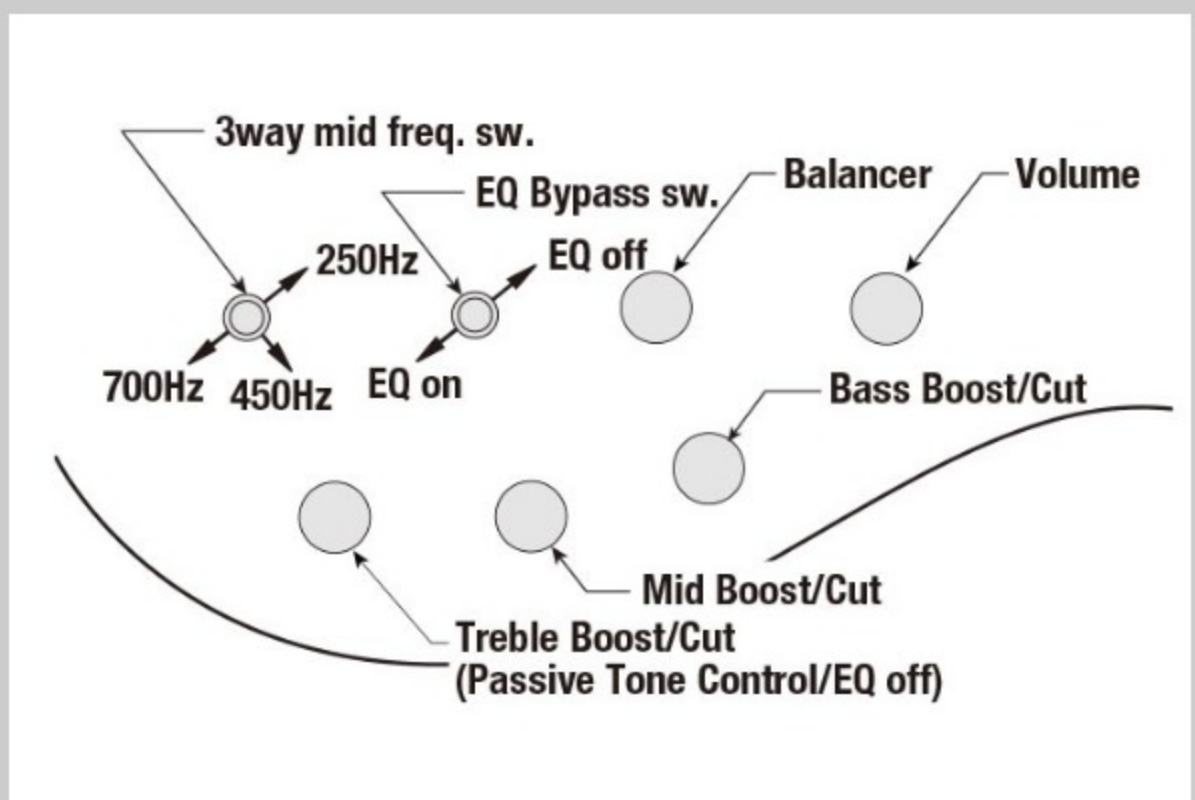 3way mid freq. sw.
EQ Bypass sw.
Balancer
Volume
250Hz
EQ off
700Hz
450Hz
EQ on
Bass Boost/Cut
Mid Boost/Cut
Treble Boost/Cut
(Passive Tone Control/EQ off)